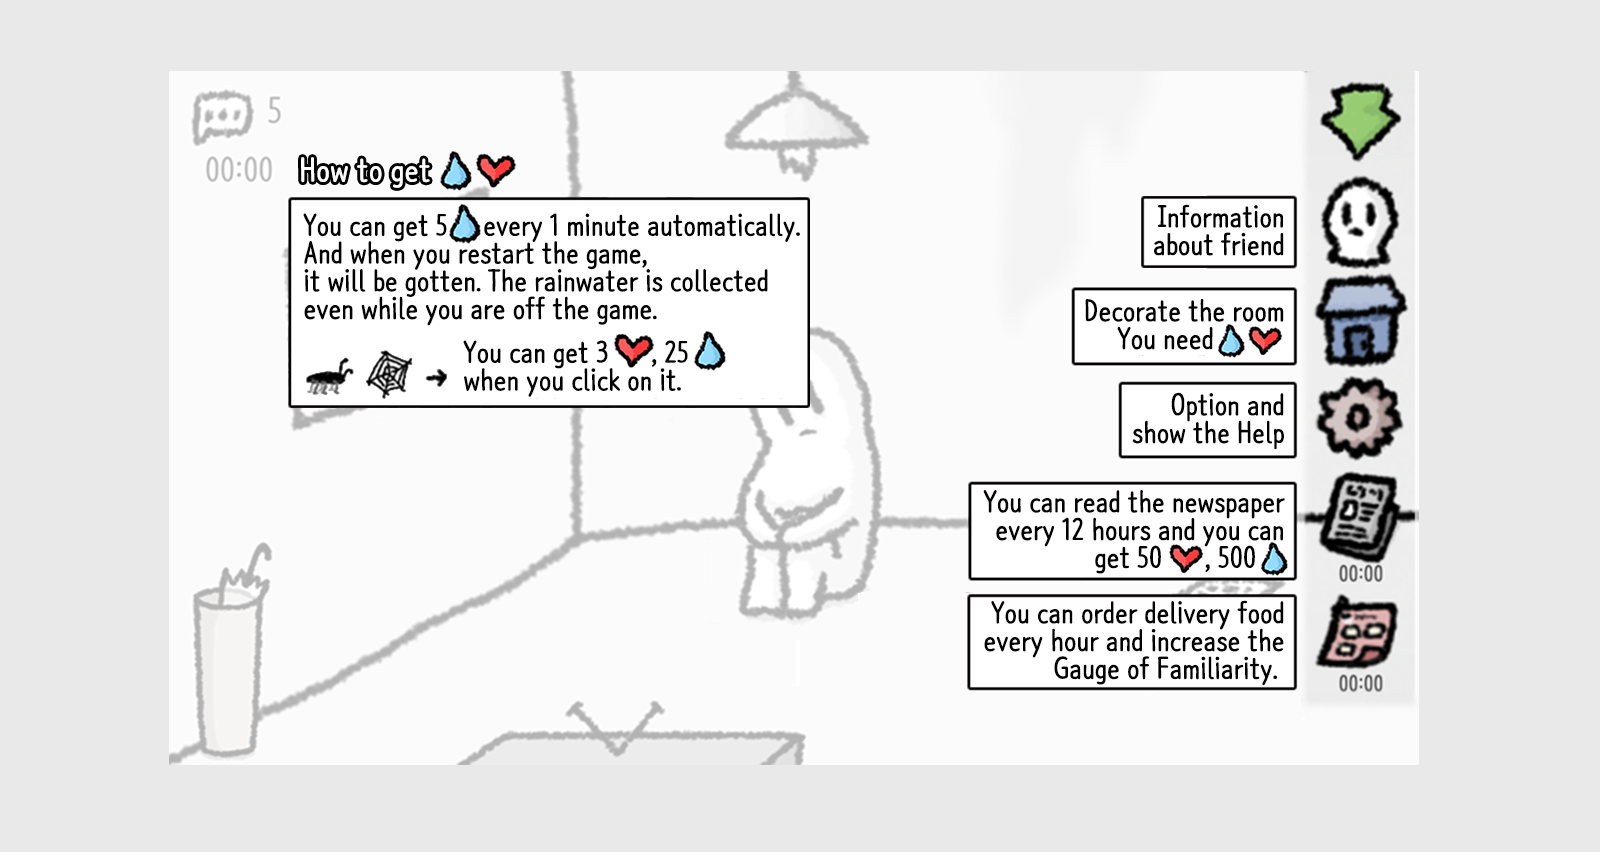 5
00:00
How to get
You can get 5 every 1 minute automatically.
And when you restart the game,
it will be gotten. The rainwater is collected
even while you are off the game.
You can get 3 , 25
when you click on it.
Information
about friend
Decorate the room
You need
Option and
show the Help
You can read the newspaper
every 12 hours and you can
get 50 , 500
00:00
You can order delivery food
every hour and increase the
Gauge of Familiarity.
00:00